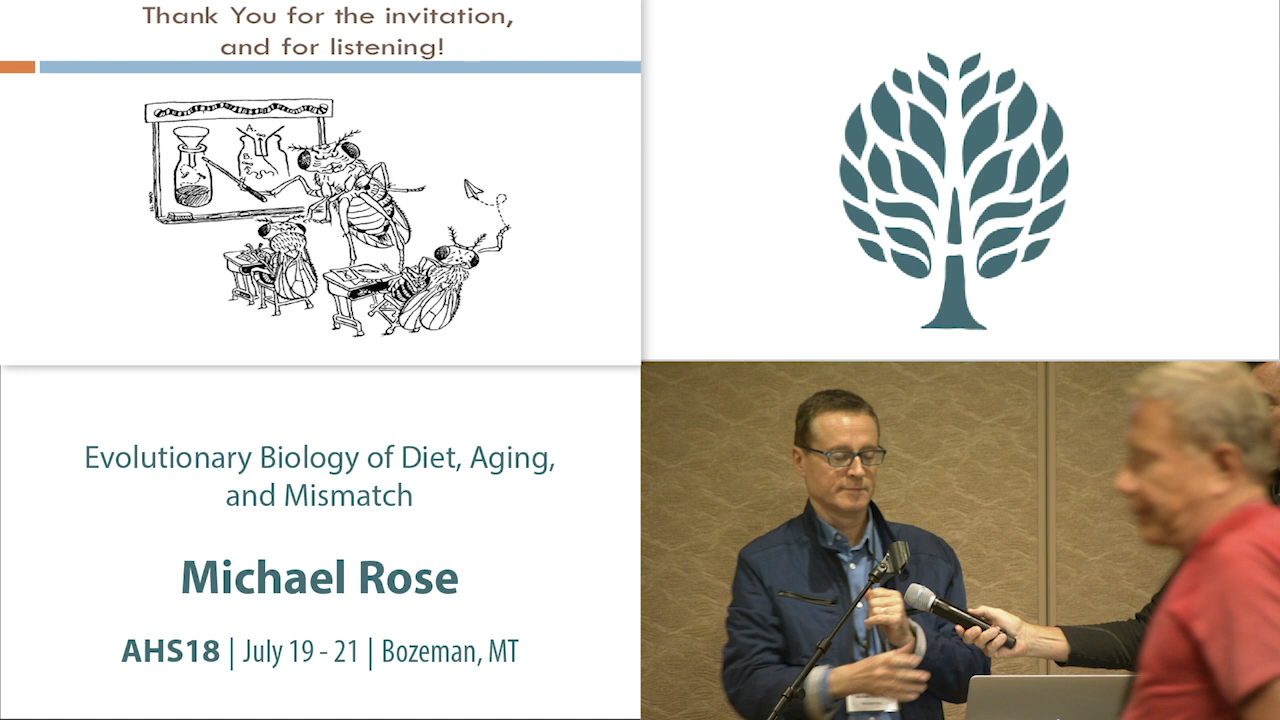 Thank You for the invitation,
and for listening!
A.
B.
Evolutionary Biology of Diet, Aging,
and Mismatch
Michael Rose
AHS18 | July 19 - 21 | Bozeman, MT